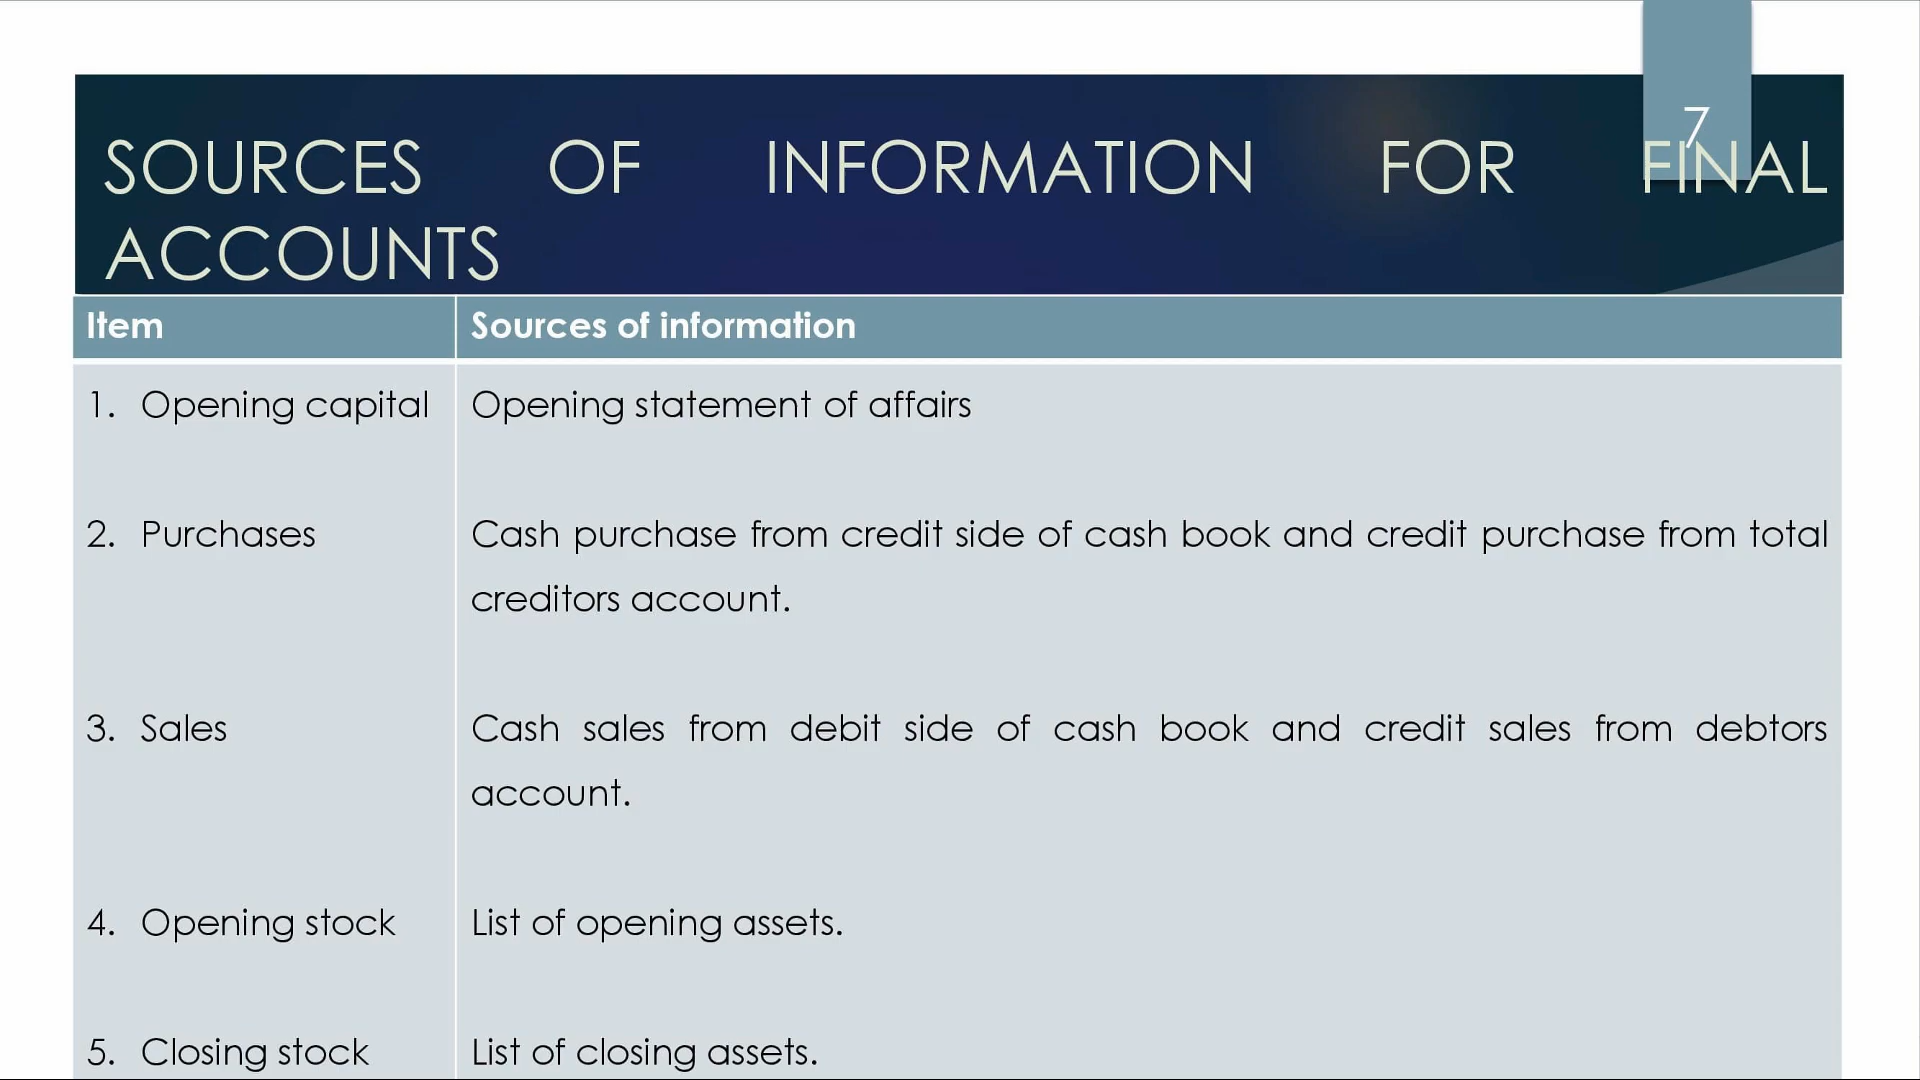 7
SOURCES OF INFORMATION FOR FINAL
ACCOUNTS
Item Sources of information
1. Opening capital Opening statement of affairs
2. Purchases Cash purchase from credit side of cash book and credit purchase from total
creditors account.
3. Sales Cash sales from debit side of cash book and credit sales from debtors
account.
4. Opening stock List of opening assets.
5. Closing stock List of closing assets.